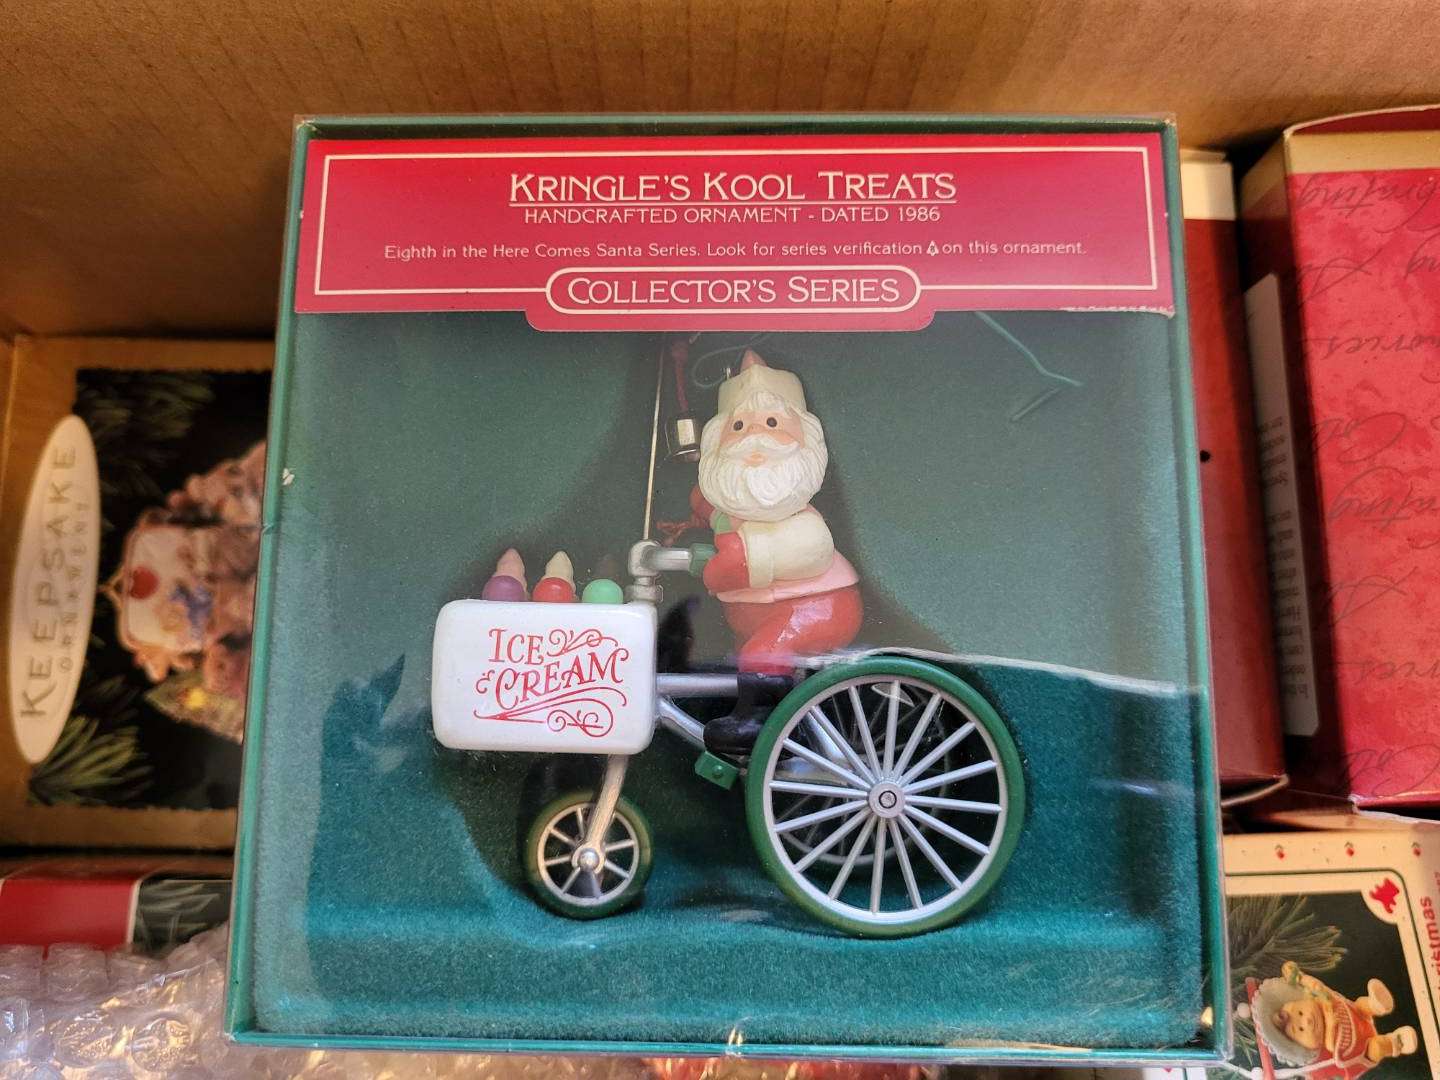 KRINGLE'S KOOL TREATS
HANDCRAFTED ORNAMENT - DATED 1986
Eighth in the Here Comes Santa Series. Look for series verification on this ornament.
COLLECTOR'S SERIES
ICE
CREAM
KEEPSAKE
ORNAMENT